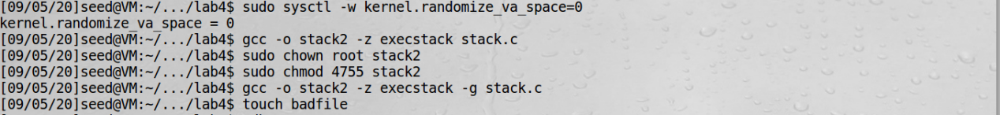 [09/05/20]seed@VM:~/.../lab4$ sudo sysctl -w kernel.randomize_va_space=0
kernel.randomize_va_space = 0
[09/05/20]seed@VM:~/.../lab4$ gcc -o stack2 -z execstack stack.c
[09/05/20]seed@VM:~/.../lab4$ sudo chown root stack2
[09/05/20]seed@VM:~/.../lab4$ sudo chmod 4755 stack2
[09/05/20]seed@VM:~/.../lab4$ gcc -o stack2 -z execstack -g stack.c
[09/05/20]seed@VM:~/.../lab4$ touch badfile